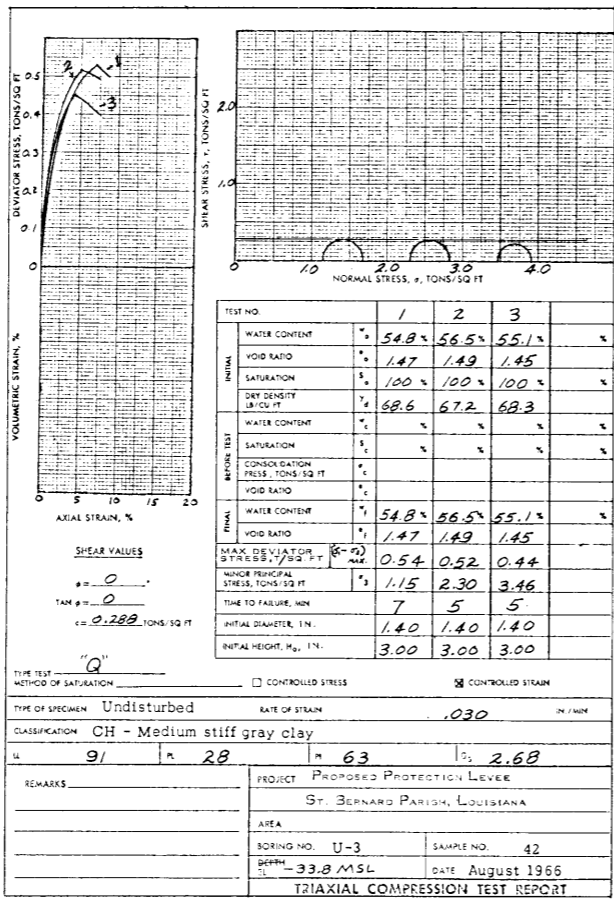 DEVIATOR STRESS, TONS/SQ FT
0.5
0.4
0.3
0.2
0.1
0
2
1
3
VOLUMETRIC STRAIN, %
0 5 10 15 20
AXIAL STRAIN, %
SHEAR STRESS, τ, TONS/SQ FT
2.0
1.0
0 1.0 2.0 3.0 4.0
NORMAL STRESS, σ, TONS/SQ FT
TEST NO. 1 2 3
INITIAL
WATER CONTENT w₀ 54.8 % 56.5 % 55.1 % %
VOID RATIO e₀ 1.47 1.49 1.45
SATURATION S₀ 100 % 100 % 100 % %
DRY DENSITY LB/CU FT γd 68.6 67.2 68.3
BEFORE TEST
WATER CONTENT wc % % % %
SATURATION Sc % % % %
CONSOLIDATION PRESS., TONS/SQ FT σc
VOID RATIO ec
FINAL
WATER CONTENT wf 54.8 % 56.5 % 55.1 % %
VOID RATIO ef 1.47 1.49 1.45
MAX DEVIATOR STRESS, T/SQ. FT (σ₁-σ₃) MAX. 0.54 0.52 0.44
MINOR PRINCIPAL STRESS, TONS/SQ FT σ₃ 1.15 2.30 3.46
TIME TO FAILURE, MIN 7 5 5
INITIAL DIAMETER, IN. 1.40 1.40 1.40
INITIAL HEIGHT, H₀, IN. 3.00 3.00 3.00
SHEAR VALUES
φ = 0 °
TAN φ = 0
c = 0.288 TONS/SQ FT
TYPE TEST "Q"
METHOD OF SATURATION
☐ CONTROLLED STRESS ☒ CONTROLLED STRAIN
TYPE OF SPECIMEN Undisturbed RATE OF STRAIN .030 IN./MIN
CLASSIFICATION CH - Medium stiff gray clay
LL 91 PL 28 PI 63 Gs 2.68
REMARKS
PROJECT PROPOSED PROTECTION LEVEE
ST. BERNARD PARISH, LOUISIANA
AREA
BORING NO. U-3 SAMPLE NO. 42
DEPTH EL -33.8 MSL DATE August 1966
TRIAXIAL COMPRESSION TEST REPORT